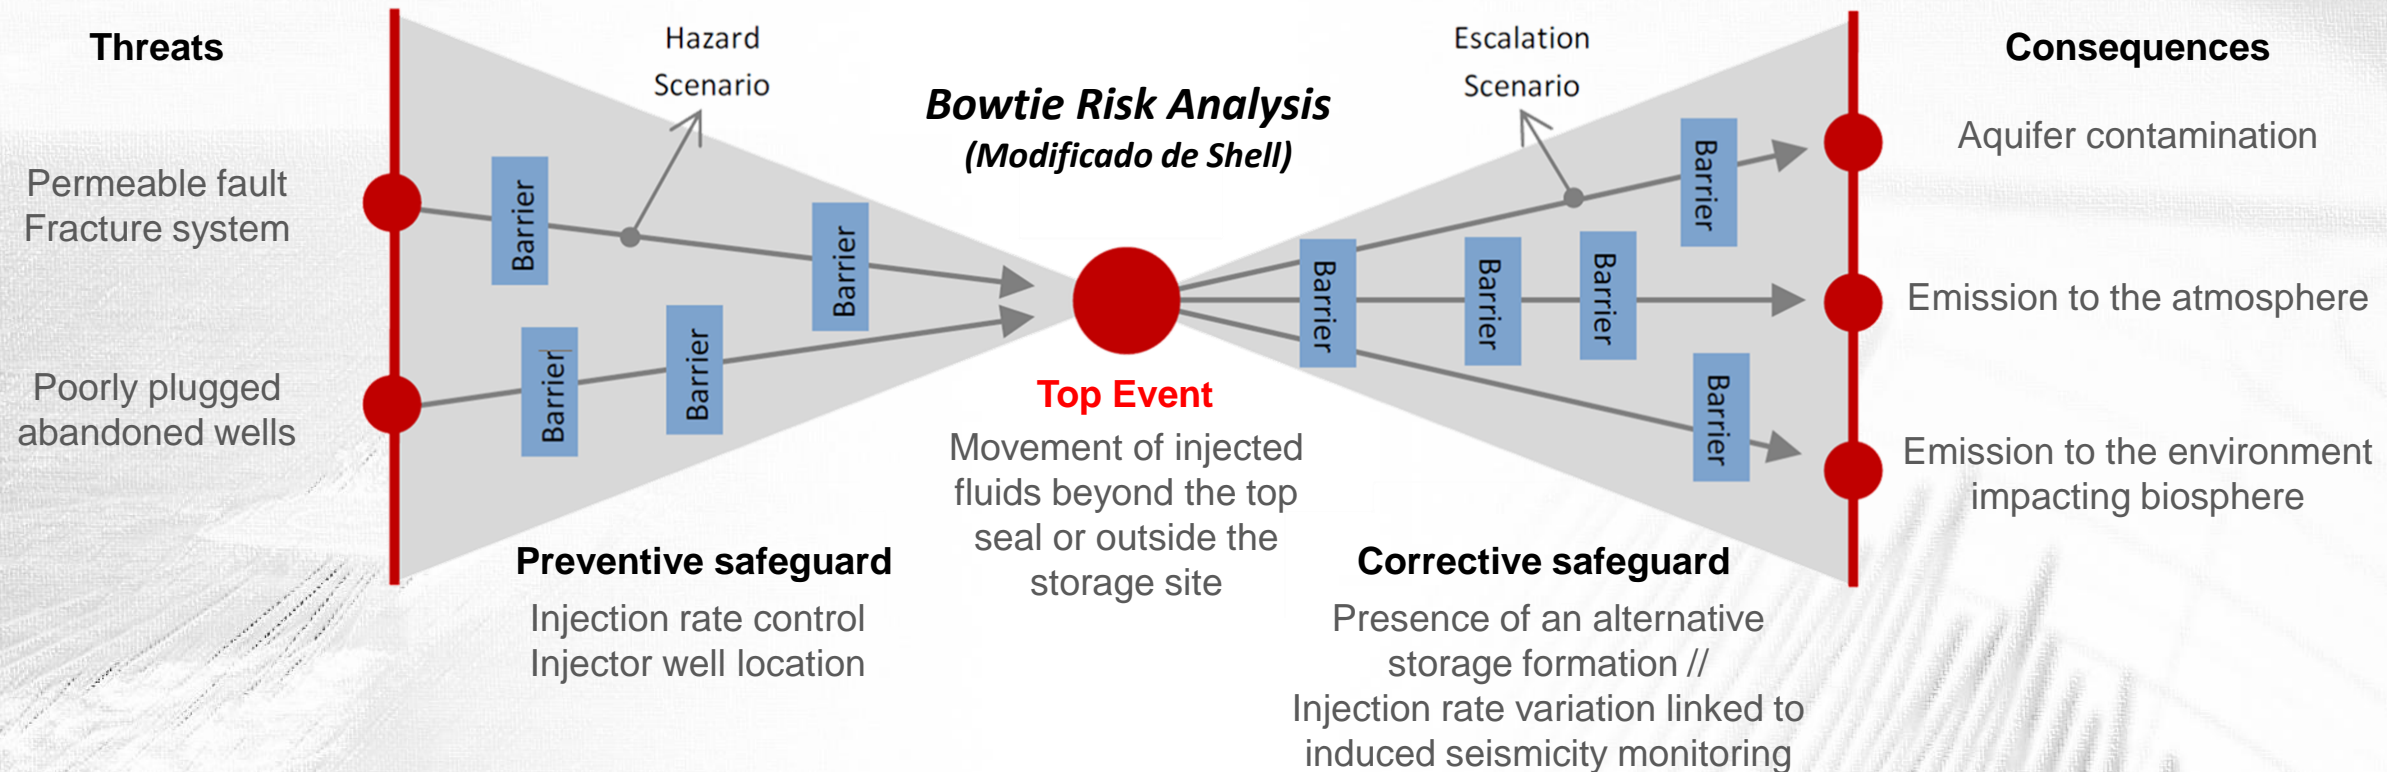 Threats
Hazard
Scenario
Bowtie Risk Analysis
(Modificado de Shell)
Escalation
Scenario
Consequences
Permeable fault
Fracture system
Poorly plugged
abandoned wells
Barrier
Barrier
Barrier
Barrier
Top Event
Movement of injected
fluids beyond the top
seal or outside the
storage site
Barrier
Barrier
Barrier
Barrier
Barrier
Aquifer contamination
Emission to the atmosphere
Emission to the environment
impacting biosphere
Preventive safeguard
Injection rate control
Injector well location
Corrective safeguard
Presence of an alternative
storage formation //
Injection rate variation linked to
induced seismicity monitoring